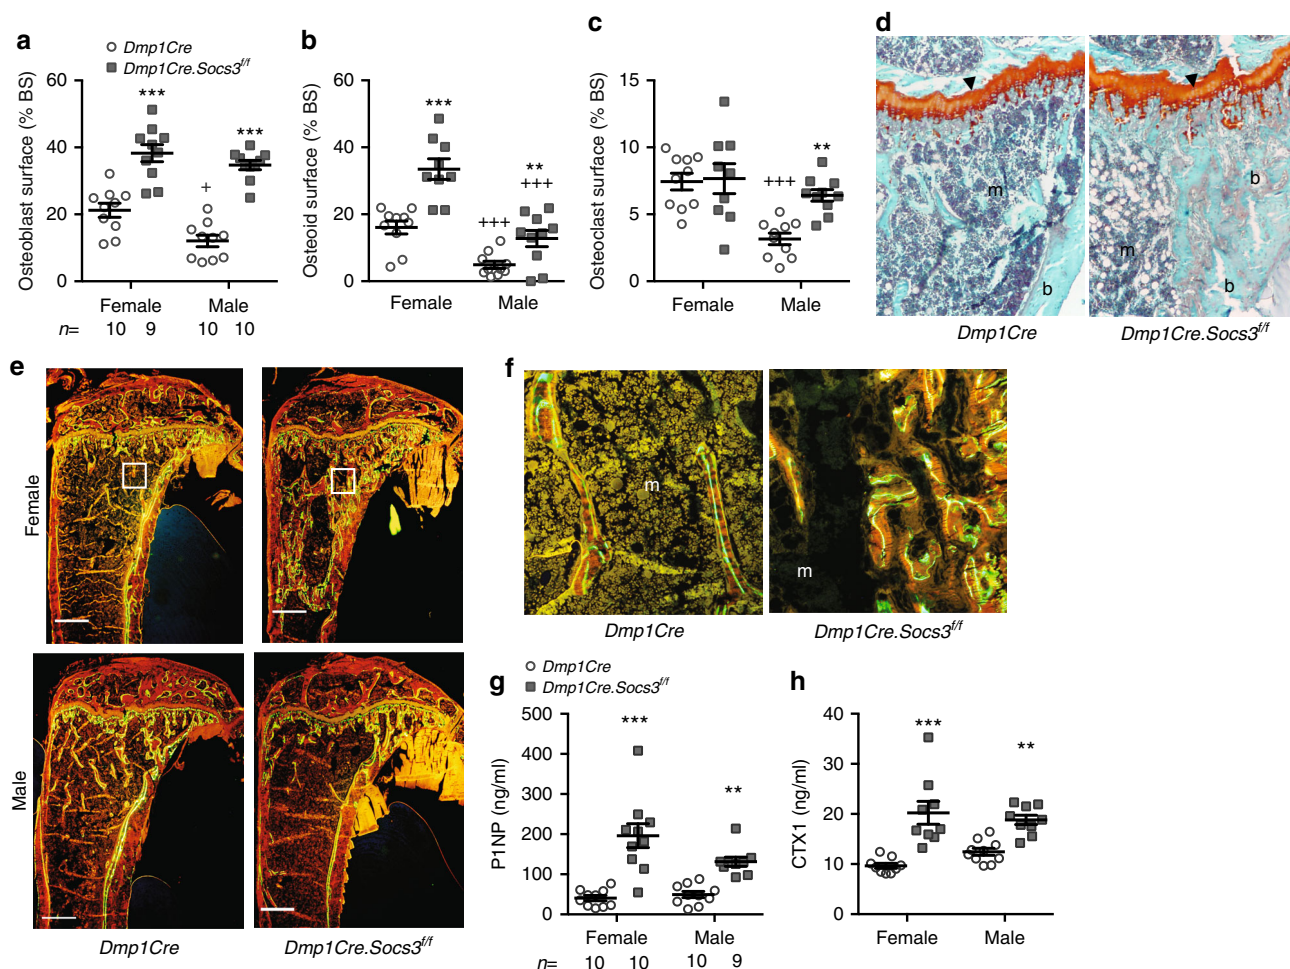 a
Dmp1Cre
Dmp1Cre.Socs3f/f
Osteoblast surface (% BS)
60
40
20
0
***
+
***
Female
Male
n=
10
9
10
10
b
Osteoid surface (% BS)
60
40
20
0
***
+++
**
+++
Female
Male
c
Osteoclast surface (% BS)
15
10
5
0
+++
**
Female
Male
d
m
b
m
b
b
Dmp1Cre
Dmp1Cre.Socs3f/f
e
Female
Male
Dmp1Cre
Dmp1Cre.Socs3f/f
f
m
m
Dmp1Cre
Dmp1Cre.Socs3f/f
g
Dmp1Cre
Dmp1Cre.Socs3f/f
P1NP (ng/ml)
500
400
300
200
100
0
***
**
Female
Male
n=
10
10
10
9
h
CTX1 (ng/ml)
40
30
20
10
0
***
**
Female
Male